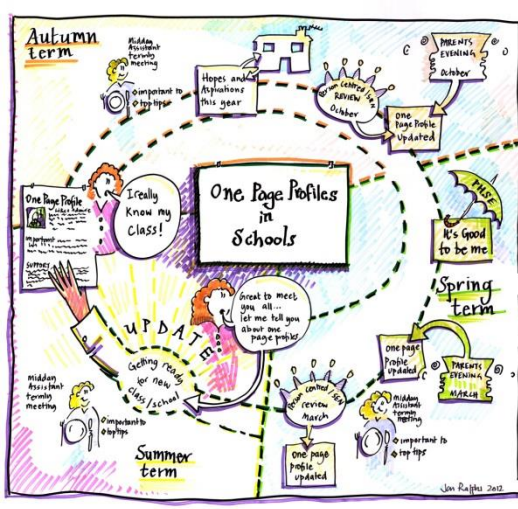 Autumn
term
Midday
Assistant
termly
meeting
important to
top tips
Hopes and
Aspirations
this year
Person centred/SEN
REVIEW
October
PARENTS
EVENING
October
One
Page Profile
updated
One Page Profile
Important
SUPPORT
I really
Know my
Class!
One Page Profiles
in
Schools
PHSE
It's Good
to be me
Spring
term
Great to meet
you all...
let me tell you
about one
page profiles
UPDATE
Getting ready
for new
class/school
one page
Profile
updated
PARENTS
EVENING
MARCH
Person centred/SEN
review
March
One page
profile
updated
Midday
Assistant
termly
meeting
important to
top tips
Midday
Assistant
termly
meeting
important to
top tips
Summer
term
2012